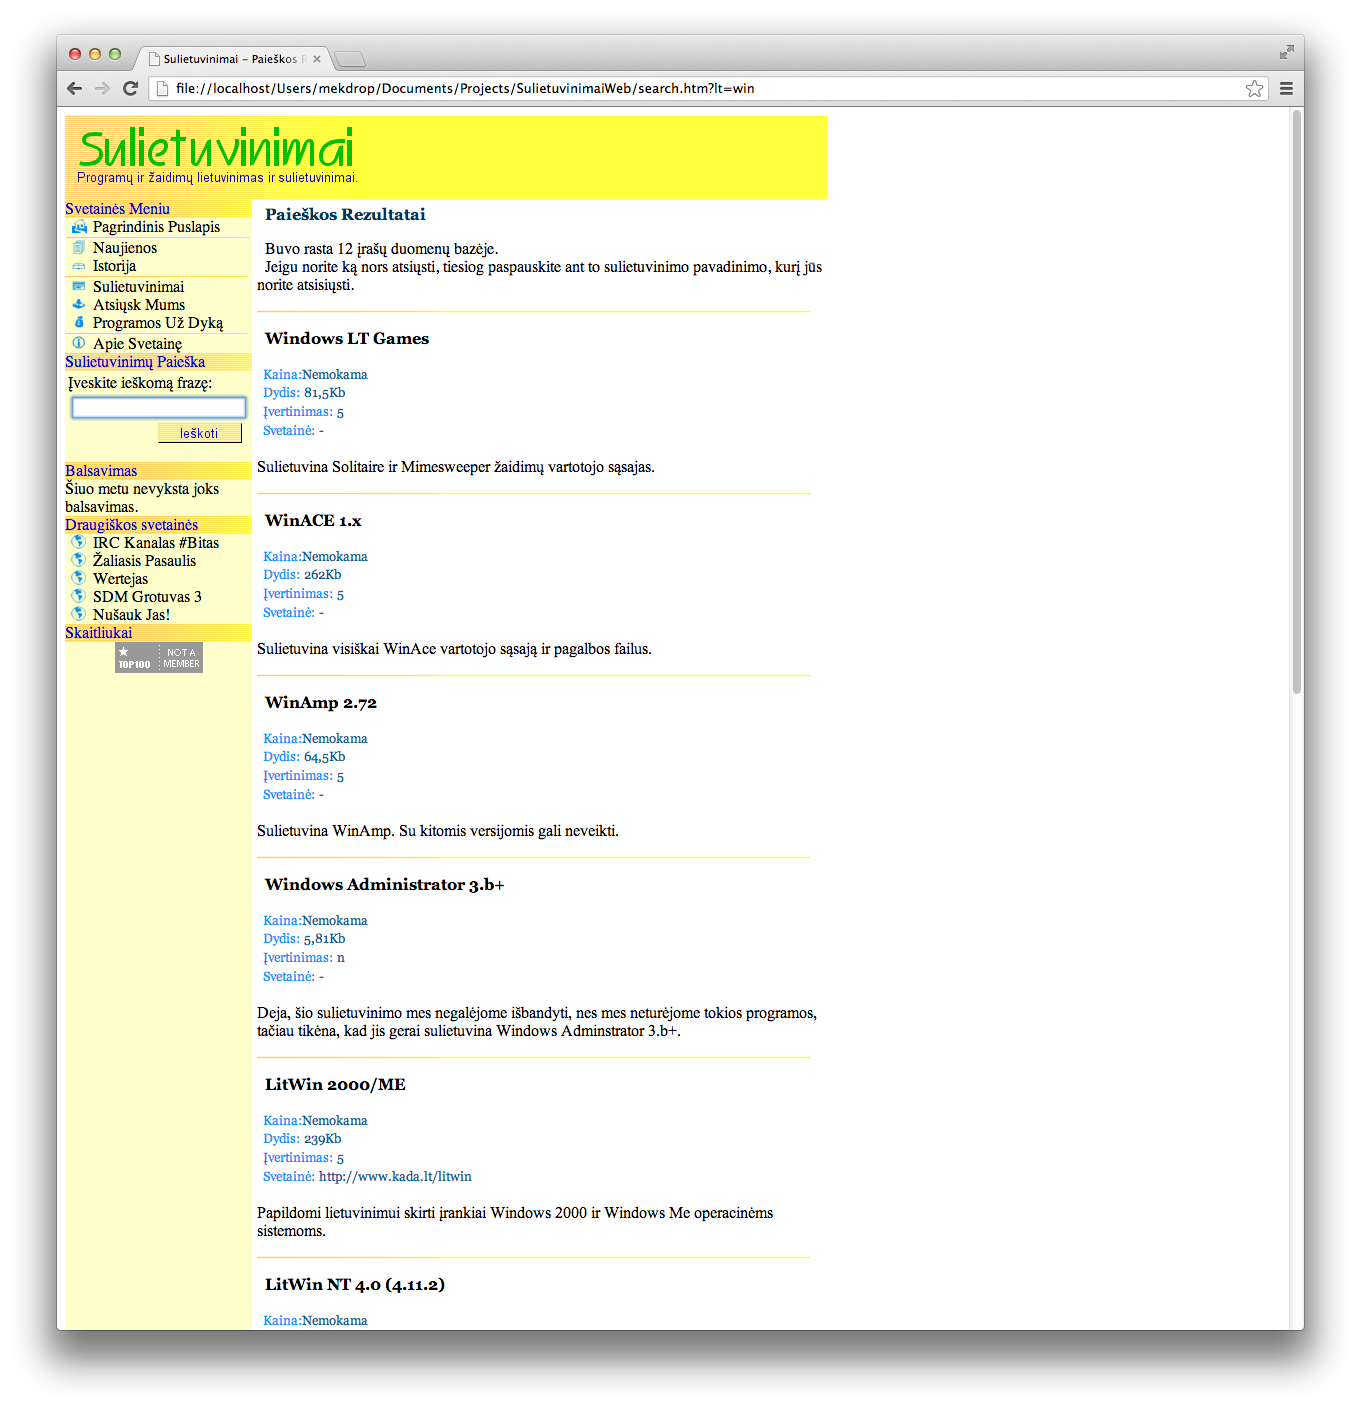 Sulietuvinimai – Paieškos R
file://localhost/Users/mekdrop/Documents/Projects/SulietuvinimaiWeb/search.htm?lt=win
Sulietuvinimai
Programų ir žaidimų lietuvinimas ir sulietuvinimai.
Svetainės Meniu
Pagrindinis Puslapis
Naujienos
Istorija
Sulietuvinimai
Atsiųsk Mums
Programos Už Dyką
Apie Svetainę
Sulietuvinimų Paieška
Įveskite ieškomą frazę:
Ieškoti
Balsavimas
Šiuo metu nevyksta joks
balsavimas.
Draugiškos svetainės
IRC Kanalas #Bitas
Žaliasis Pasaulis
Wertejas
SDM Grotuvas 3
Nušauk Jas!
Skaitliukai
TOP100
NOT A
MEMBER
Paieškos Rezultatai
Buvo rasta 12 įrašų duomenų bazėje.
Jeigu norite ką nors atsiųsti, tiesiog paspauskite ant to sulietuvinimo pavadinimo, kurį jūs
norite atsisiųsti.
Windows LT Games
Kaina:Nemokama
Dydis: 81,5Kb
Įvertinimas: 5
Svetainė: -
Sulietuvina Solitaire ir Mimesweeper žaidimų vartotojo sąsajas.
WinACE 1.x
Kaina:Nemokama
Dydis: 262Kb
Įvertinimas: 5
Svetainė: -
Sulietuvina visiškai WinAce vartotojo sąsają ir pagalbos failus.
WinAmp 2.72
Kaina:Nemokama
Dydis: 64,5Kb
Įvertinimas: 5
Svetainė: -
Sulietuvina WinAmp. Su kitomis versijomis gali neveikti.
Windows Administrator 3.b+
Kaina:Nemokama
Dydis: 5,81Kb
Įvertinimas: n
Svetainė: -
Deja, šio sulietuvinimo mes negalėjome išbandyti, nes mes neturėjome tokios programos,
tačiau tikėna, kad jis gerai sulietuvina Windows Adminstrator 3.b+.
LitWin 2000/ME
Kaina:Nemokama
Dydis: 239Kb
Įvertinimas: 5
Svetainė: http://www.kada.lt/litwin
Papildomi lietuvinimui skirti įrankiai Windows 2000 ir Windows Me operacinėms
sistemoms.
LitWin NT 4.0 (4.11.2)
Kaina:Nemokama